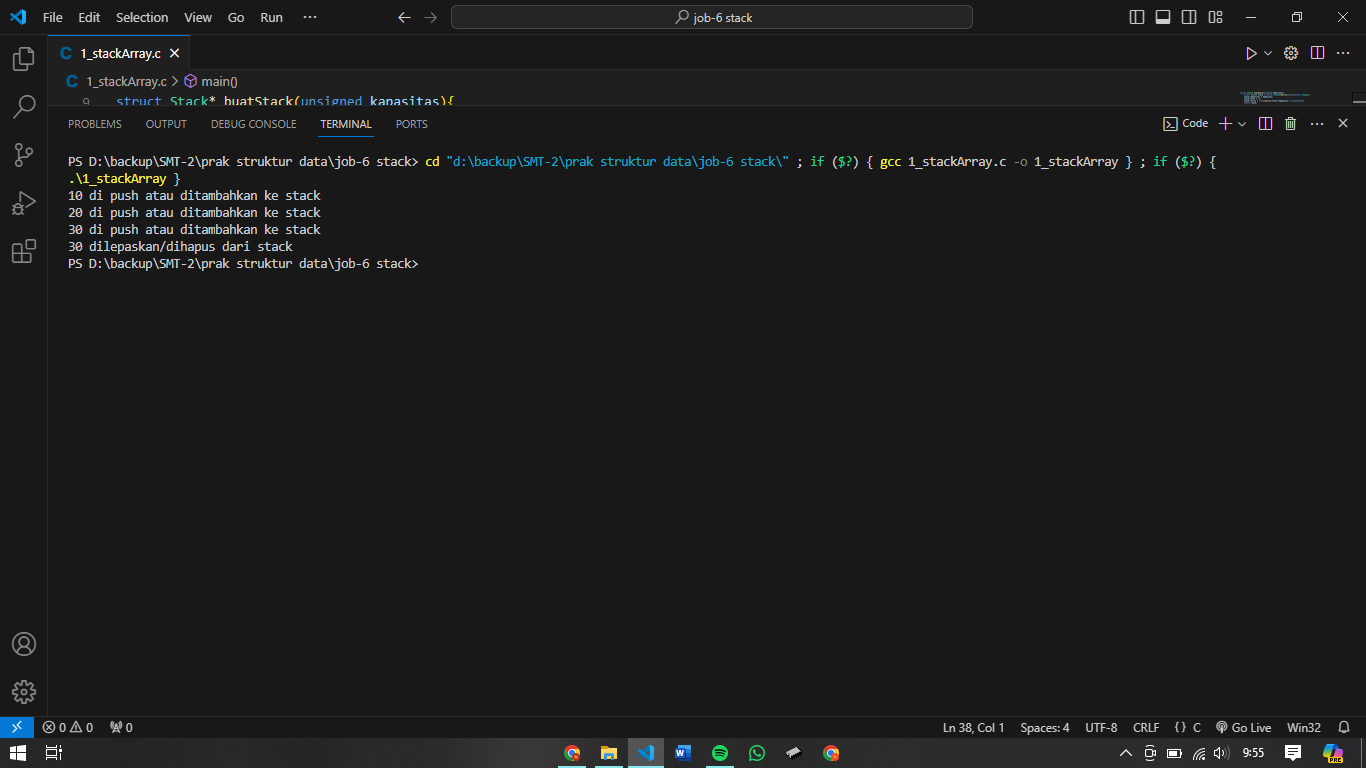 File Edit Selection View Go Run ··· job-6 stack
C 1_stackArray.c
C 1_stackArray.c > main()
9 struct Stack* buatStack(unsigned kapasitas){
PROBLEMS OUTPUT DEBUG CONSOLE TERMINAL PORTS Code
PS D:\backup\SMT-2\prak struktur data\job-6 stack> cd "d:\backup\SMT-2\prak struktur data\job-6 stack\" ; if ($?) { gcc 1_stackArray.c -o 1_stackArray } ; if ($?) {
.\1_stackArray }
10 di push atau ditambahkan ke stack
20 di push atau ditambahkan ke stack
30 di push atau ditambahkan ke stack
30 dilepaskan/dihapus dari stack
PS D:\backup\SMT-2\prak struktur data\job-6 stack>
0 0 0 Ln 38, Col 1 Spaces: 4 UTF-8 CRLF {} C Go Live Win32
9:55